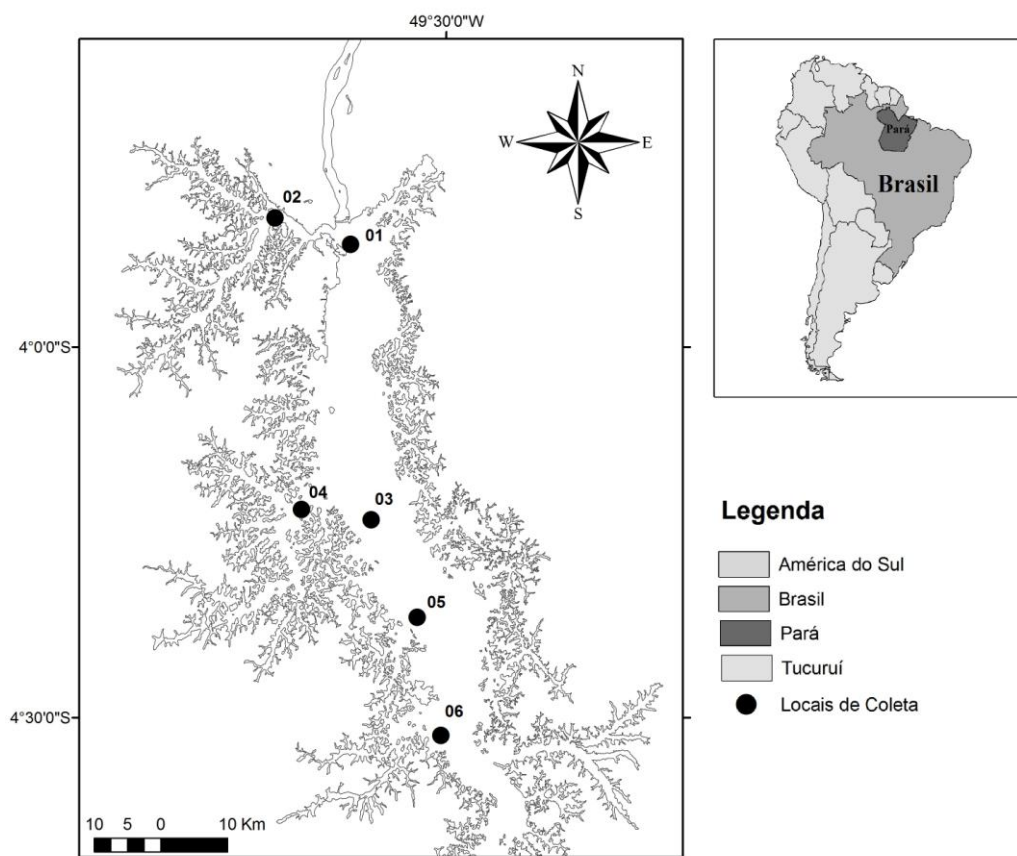 49°30'0"W
N
W
E
S
02
01
4°0'0"S
04
03
05
4°30'0"S
06
10 5 0 10 Km
Pará
Brasil
Legenda
América do Sul
Brasil
Pará
Tucuruí
Locais de Coleta